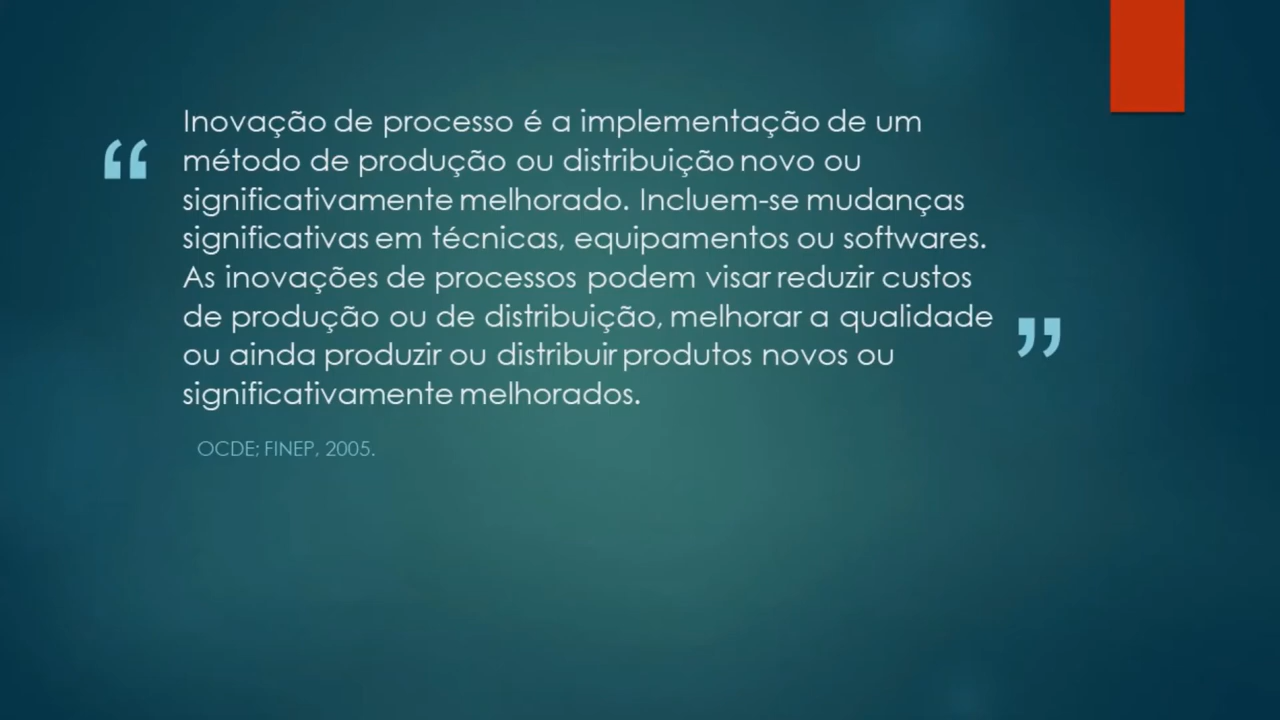 “
Inovação de processo é a implementação de um
método de produção ou distribuição novo ou
significativamente melhorado. Incluem-se mudanças
significativas em técnicas, equipamentos ou softwares.
As inovações de processos podem visar reduzir custos
de produção ou de distribuição, melhorar a qualidade
ou ainda produzir ou distribuir produtos novos ou
significativamente melhorados.
”
OCDE; FINEP, 2005.